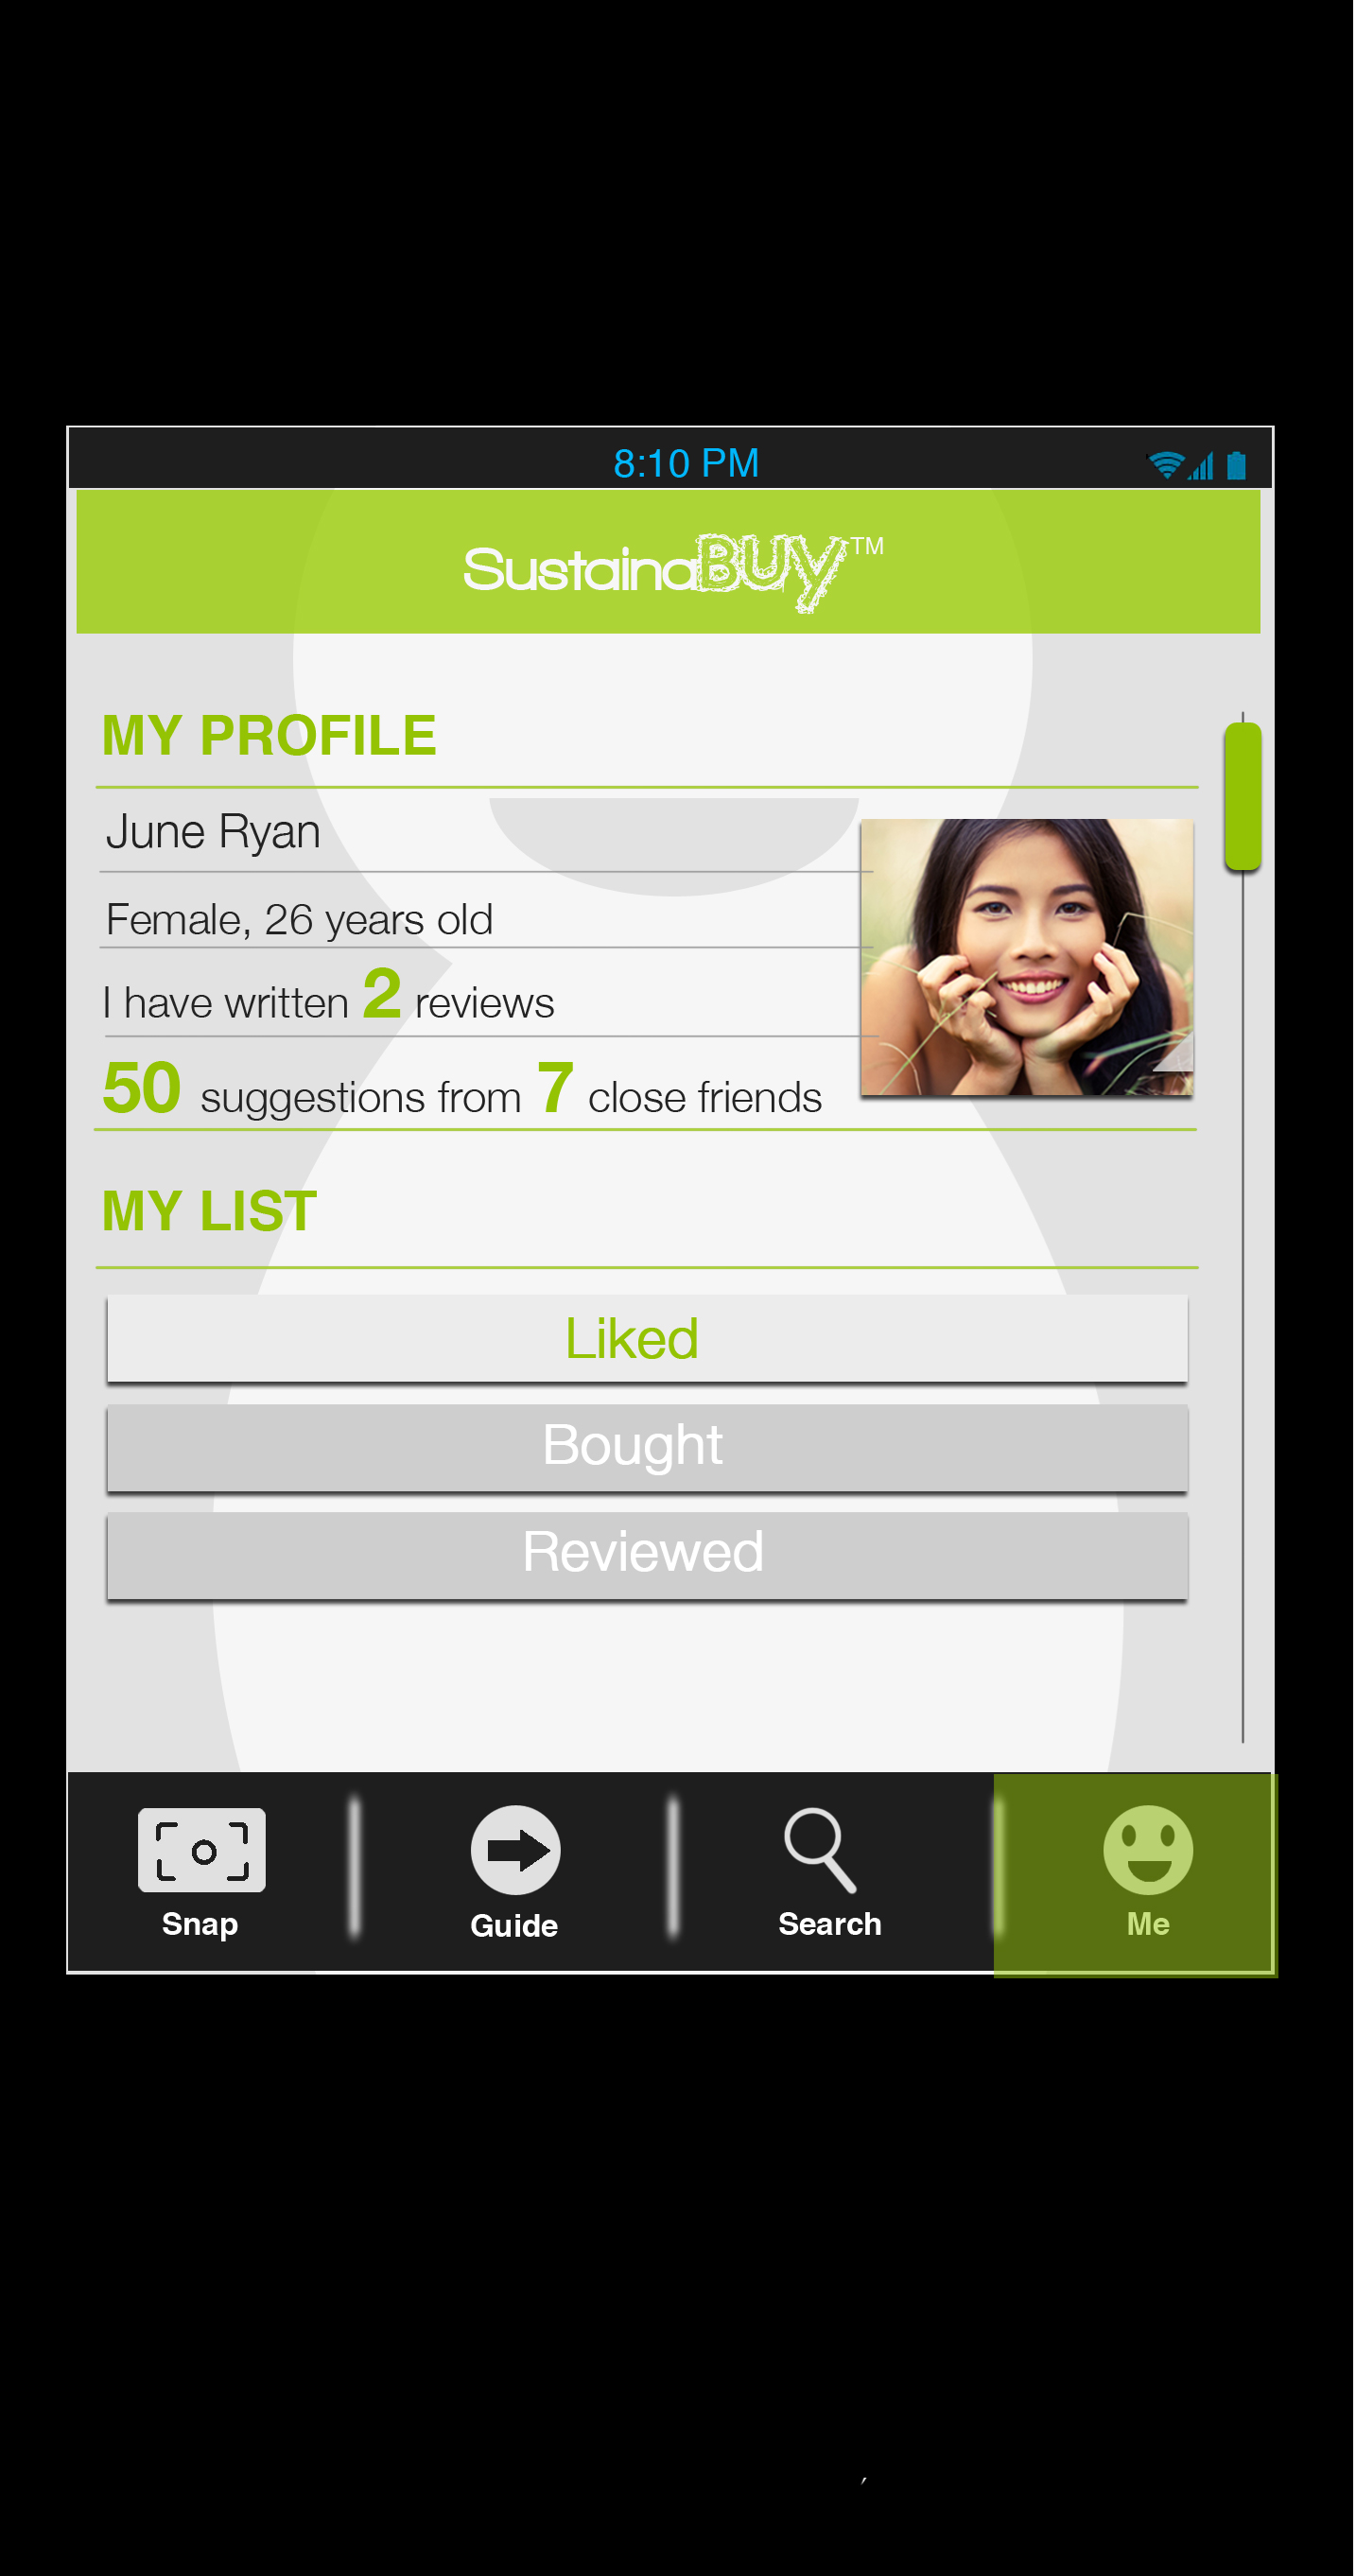 8:10 PM
SustainaBUY™
MY PROFILE
June Ryan
Female, 26 years old
I have written 2 reviews
50 suggestions from 7 close friends
MY LIST
Liked
Bought
Reviewed
Snap
Guide
Search
Me